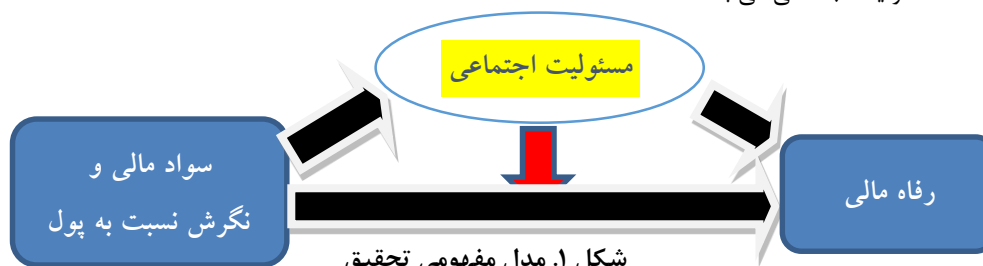 مسئولیت اجتماعی
سواد مالی و
نگرش نسبت به پول
رفاه مالی
شکل ۱. مدل مفهومی تحقیق